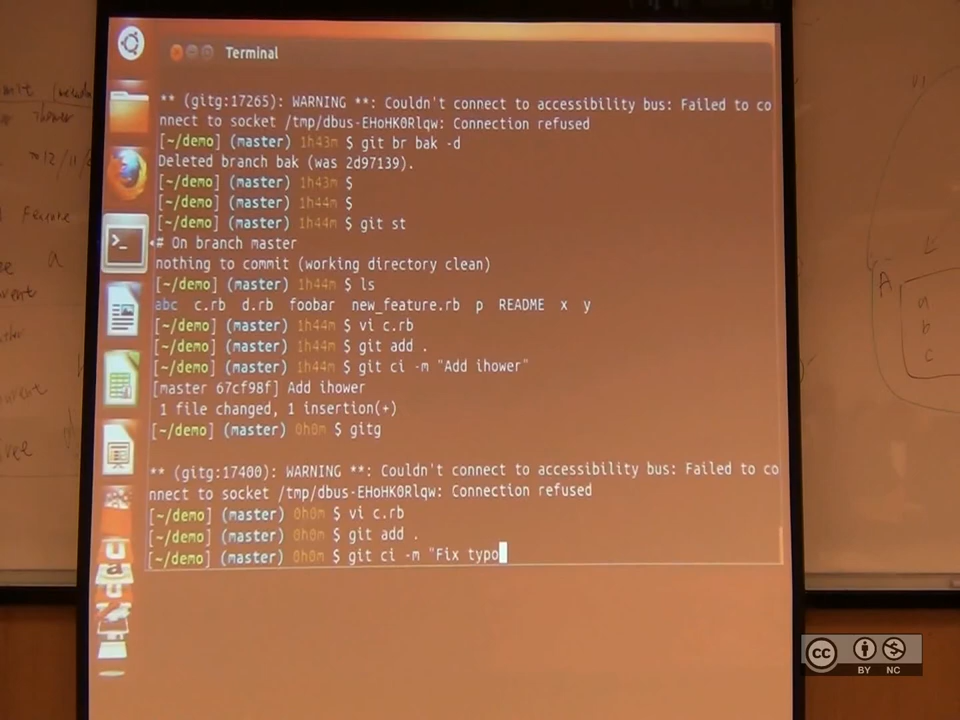 Terminal
** (gitg:17265): WARNING **: Couldn't connect to accessibility bus: Failed to co
nnect to socket /tmp/dbus-EHoHK0Rlqw: Connection refused
[~/demo] (master) 1h43m $ git br bak -d
Deleted branch bak (was 2d97139).
[~/demo] (master) 1h43m $
[~/demo] (master) 1h44m $
[~/demo] (master) 1h44m $ git st
# On branch master
nothing to commit (working directory clean)
[~/demo] (master) 1h44m $ ls
abc c.rb d.rb foobar new_feature.rb p README x y
[~/demo] (master) 1h44m $ vi c.rb
[~/demo] (master) 1h44m $ git add .
[~/demo] (master) 1h44m $ git ci -m "Add ihower"
[master 67cf98f] Add ihower
1 file changed, 1 insertion(+)
[~/demo] (master) 0h0m $ gitg
** (gitg:17400): WARNING **: Couldn't connect to accessibility bus: Failed to co
nnect to socket /tmp/dbus-EHoHK0Rlqw: Connection refused
[~/demo] (master) 0h0m $ vi c.rb
[~/demo] (master) 0h0m $ git add .
[~/demo] (master) 0h0m $ git ci -m "Fix typo
A
a
b
c
cc
BY NC